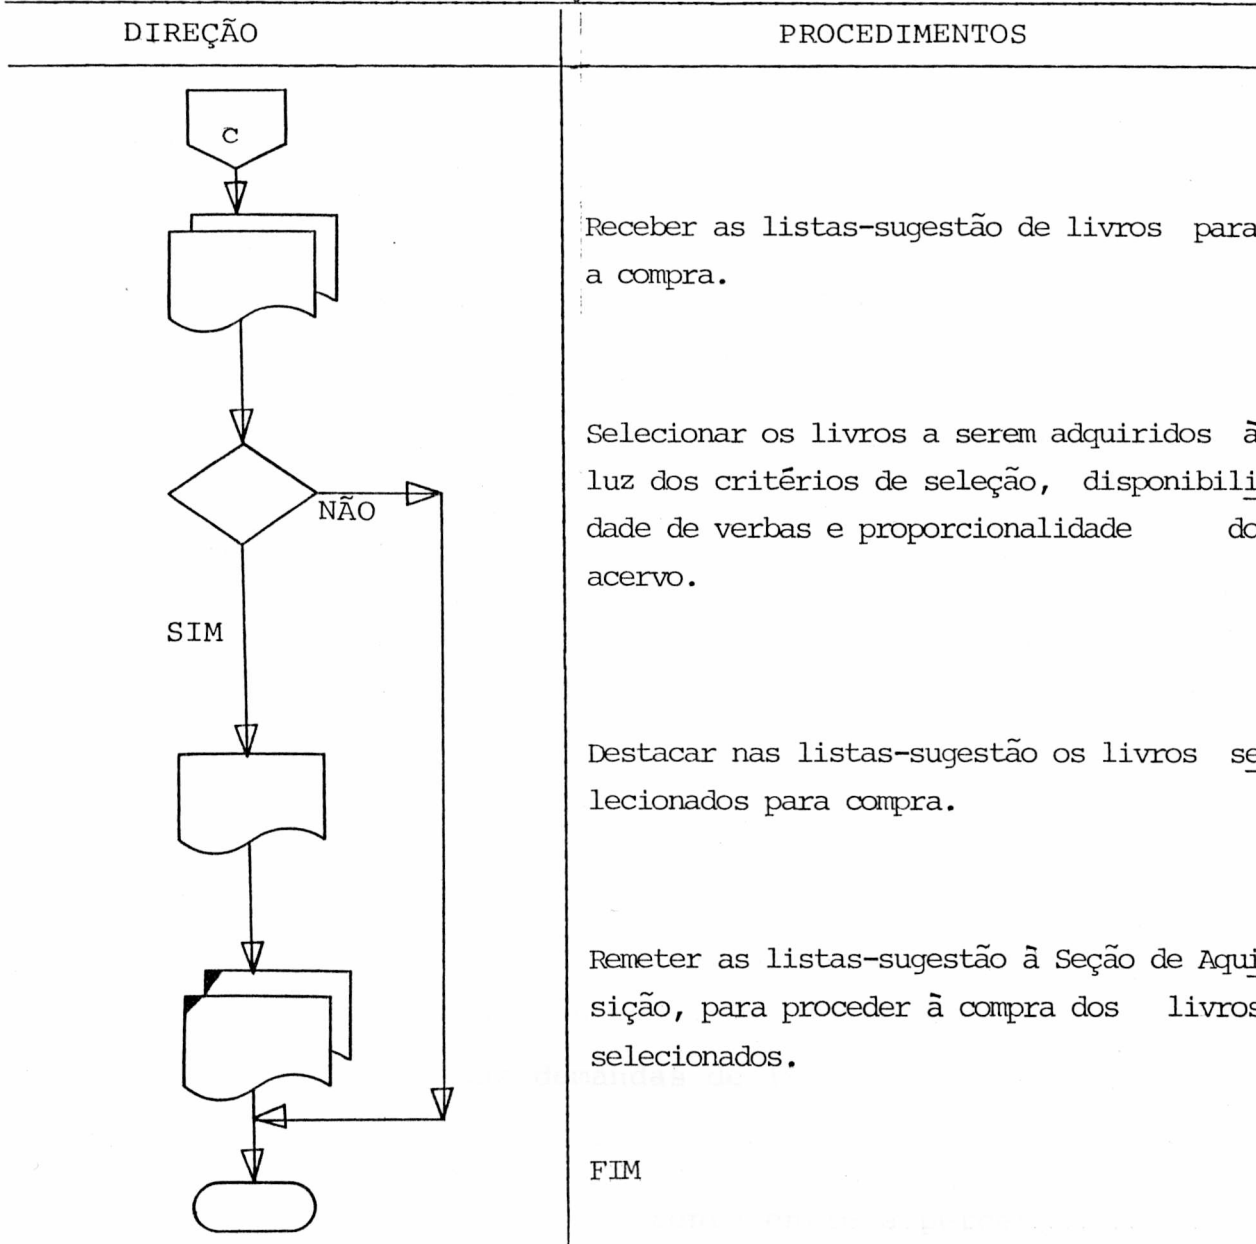 DIREÇÃO
PROCEDIMENTOS
C
Receber as listas-sugestão de livros para
a compra.
Selecionar os livros a serem adquiridos à
luz dos critérios de seleção, disponibili
dade de verbas e proporcionalidade do
acervo.
NÃO
SIM
Destacar nas listas-sugestão os livros se
lecionados para compra.
Remeter as listas-sugestão à Seção de Aqui
sição, para proceder à compra dos livros
selecionados.
demandas de
FIM